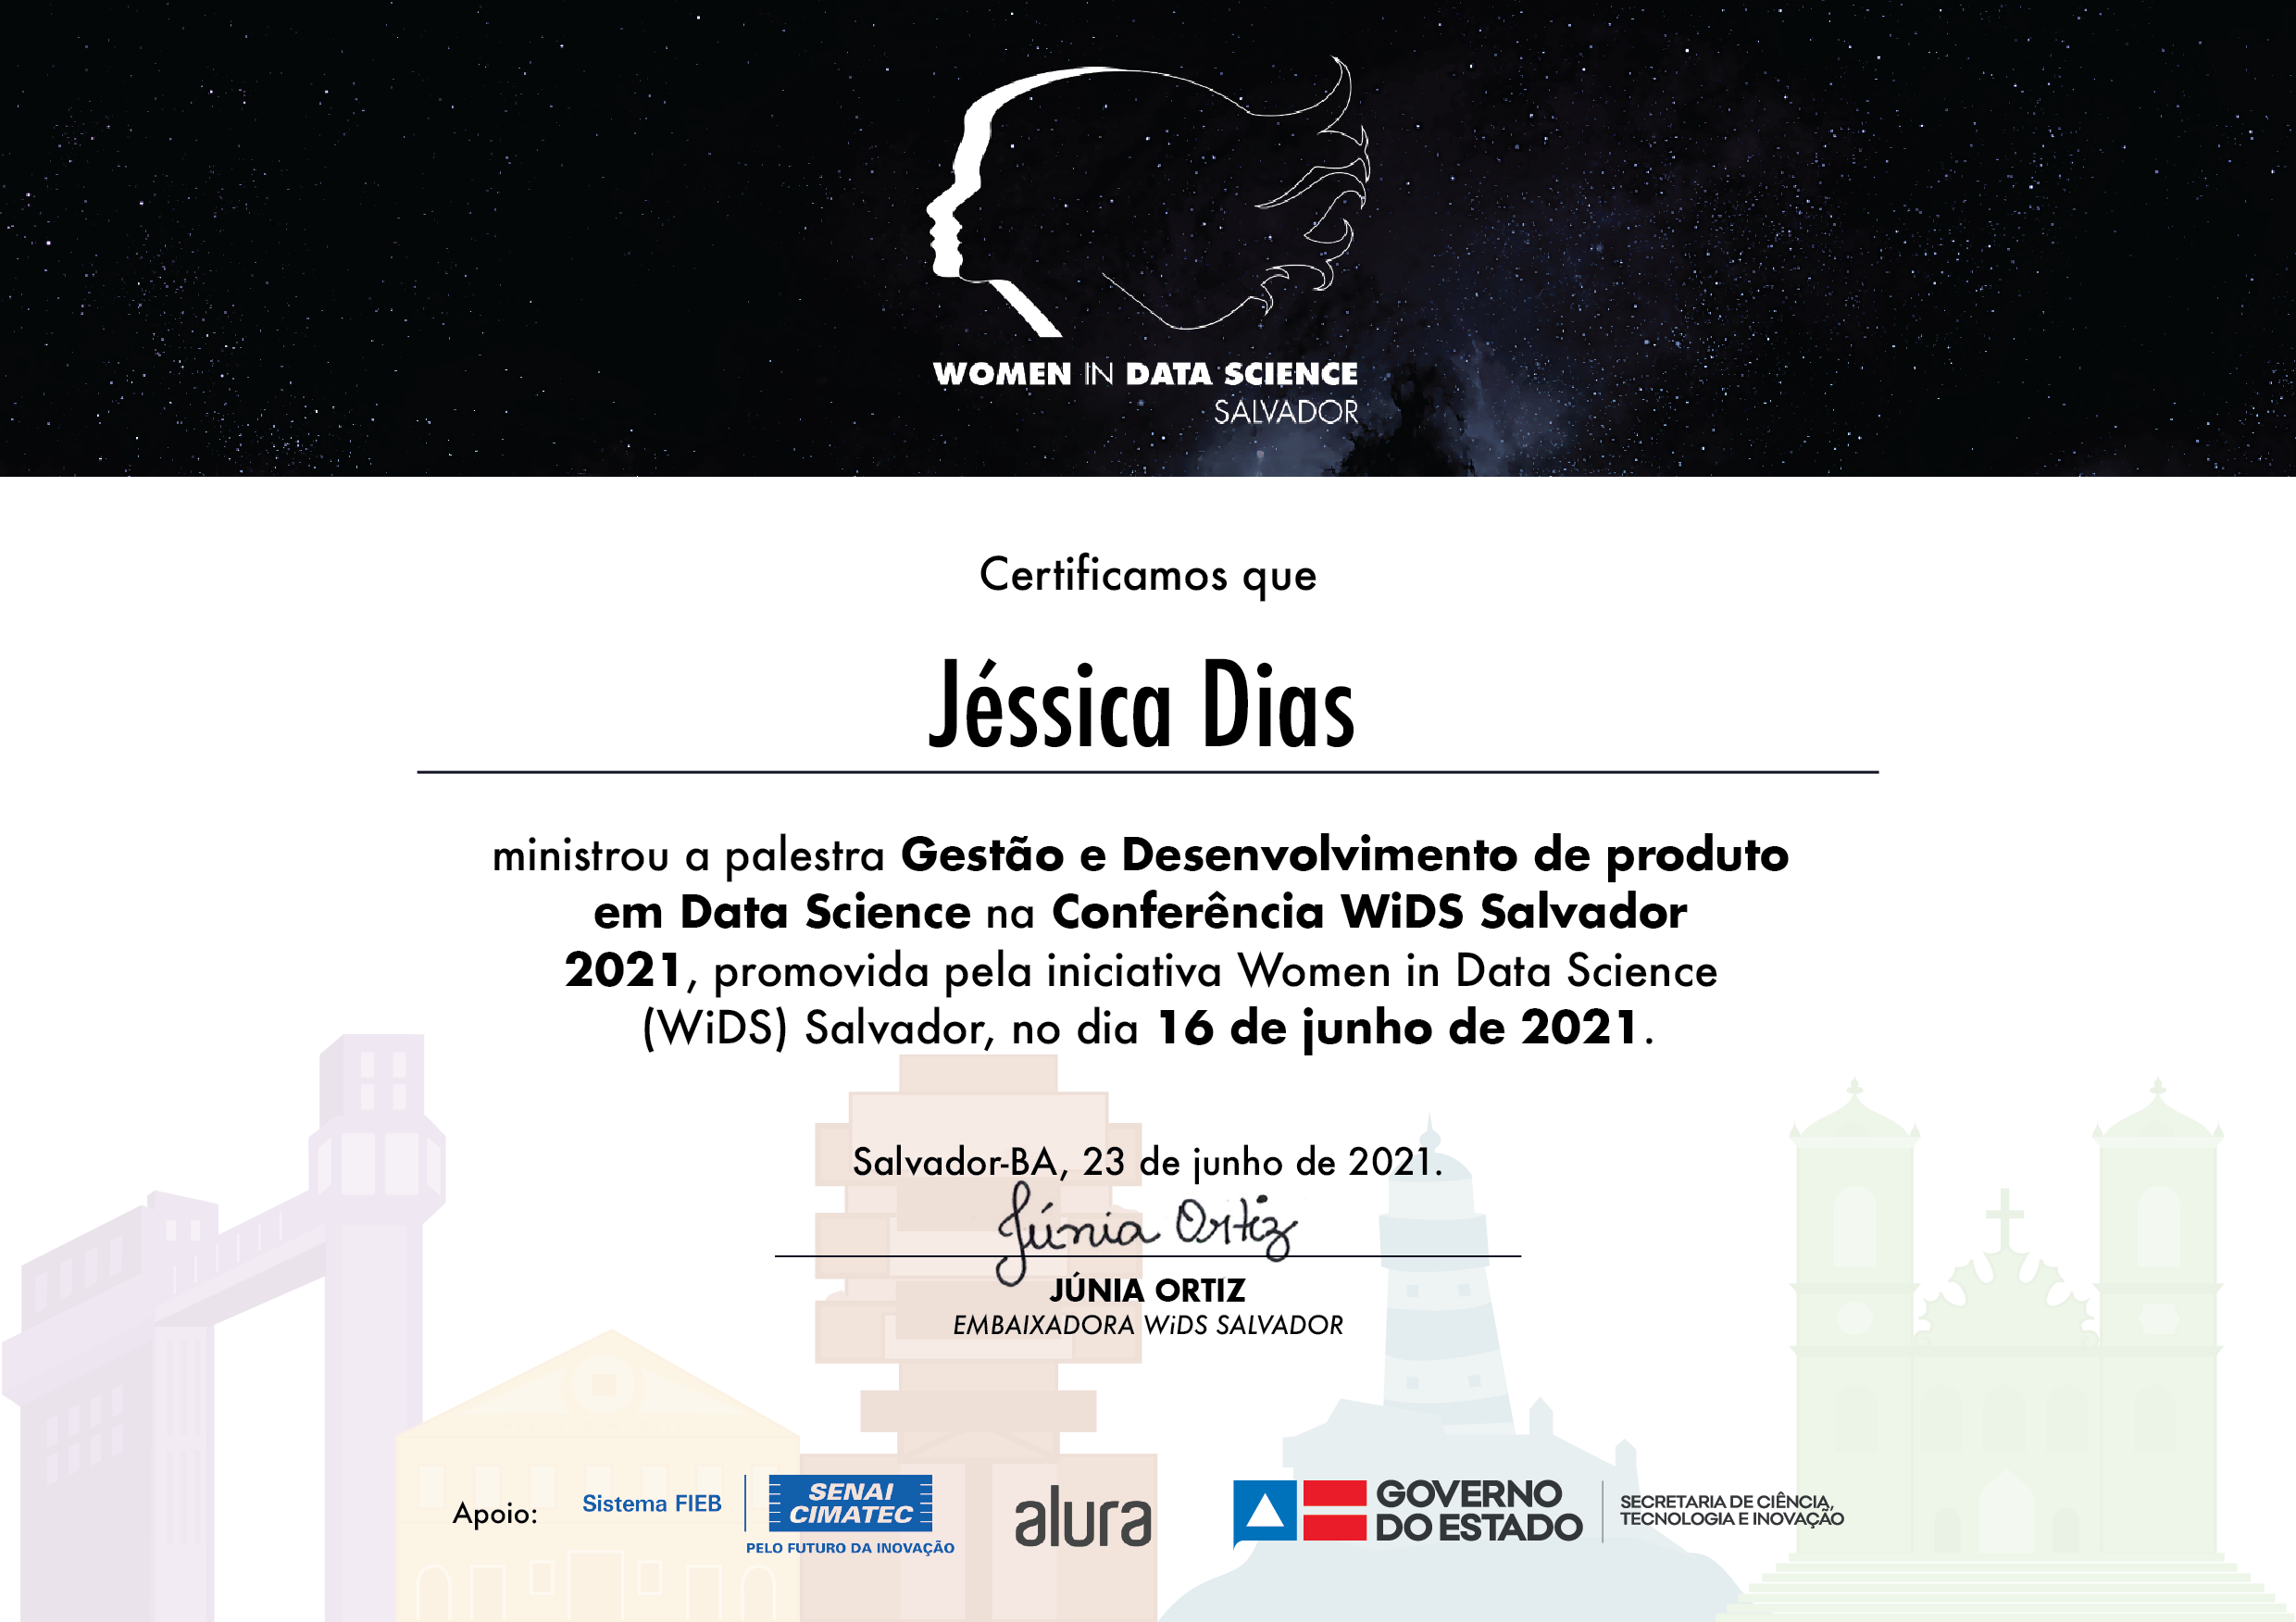 WOMEN IN DATA SCIENCE
SALVADOR
Certificamos que
Jéssica Dias
ministrou a palestra Gestão e Desenvolvimento de produto
em Data Science na Conferência WiDS Salvador
2021, promovida pela iniciativa Women in Data Science
(WiDS) Salvador, no dia 16 de junho de 2021.
Salvador-BA, 23 de junho de 2021.
Júnia Ortiz
JÚNIA ORTIZ
EMBAIXADORA WiDS SALVADOR
Apoio:
Sistema FIEB
SENAI
CIMATEC
PELO FUTURO DA INOVAÇÃO
alura
GOVERNO
DO ESTADO
SECRETARIA DE CIÊNCIA,
TECNOLOGIA E INOVAÇÃO